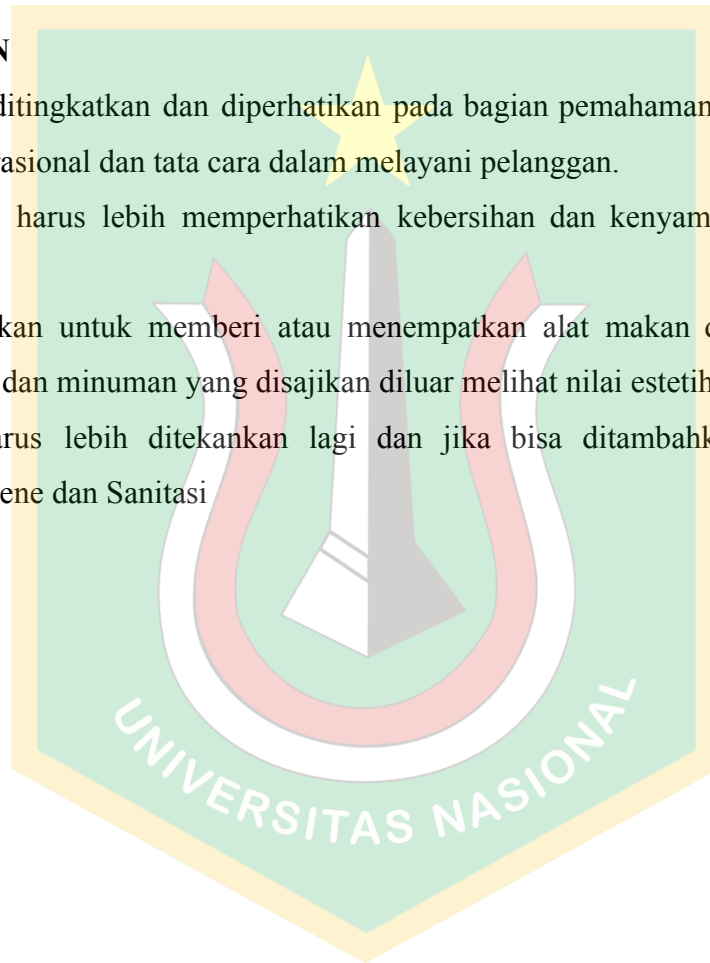 N
ditingkatkan dan diperhatikan pada bagian pemahaman
rasional dan tata cara dalam melayani pelanggan.
harus lebih memperhatikan kebersihan dan kenyam
kan untuk memberi atau menempatkan alat makan d
dan minuman yang disajikan diluar melihat nilai estetih
arus lebih ditekankan lagi dan jika bisa ditambahk
ene dan Sanitasi
UNIVERSITAS NASIONAL